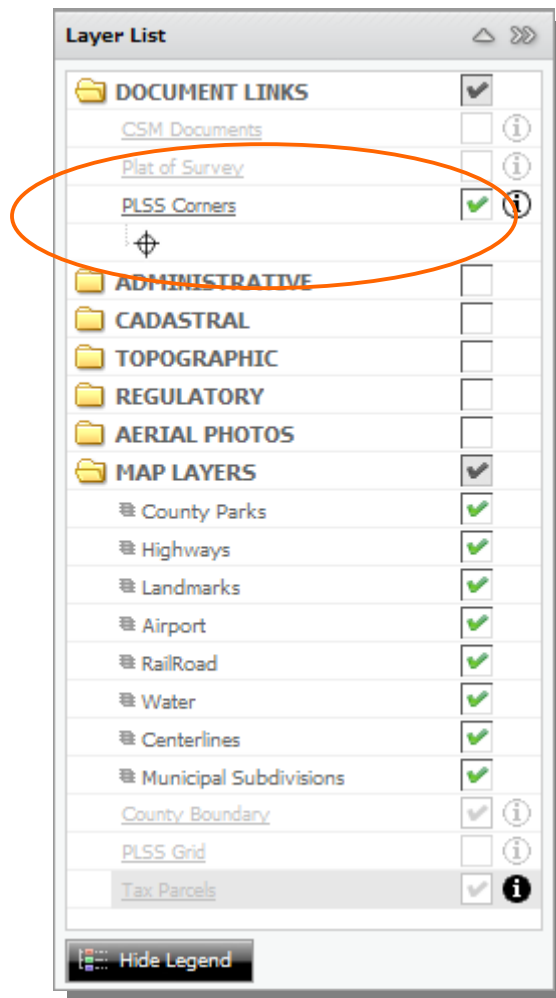 Layer List
DOCUMENT LINKS
CSM Documents
Plat of Survey
PLSS Corners
ADMINISTRATIVE
CADASTRAL
TOPOGRAPHIC
REGULATORY
AERIAL PHOTOS
MAP LAYERS
County Parks
Highways
Landmarks
Airport
RailRoad
Water
Centerlines
Municipal Subdivisions
County Boundary
PLSS Grid
Tax Parcels
Hide Legend